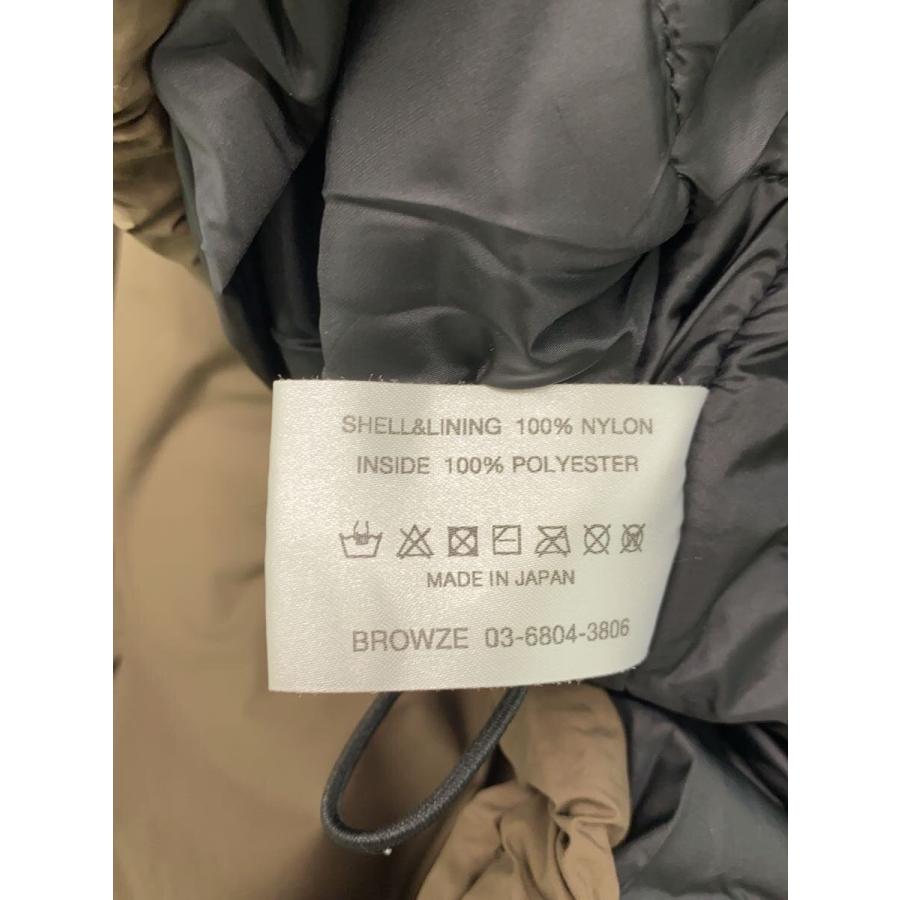 SHELL&LINING 100% NYLON
INSIDE 100% POLYESTER
MADE IN JAPAN
BROWZE 03-6804-3806